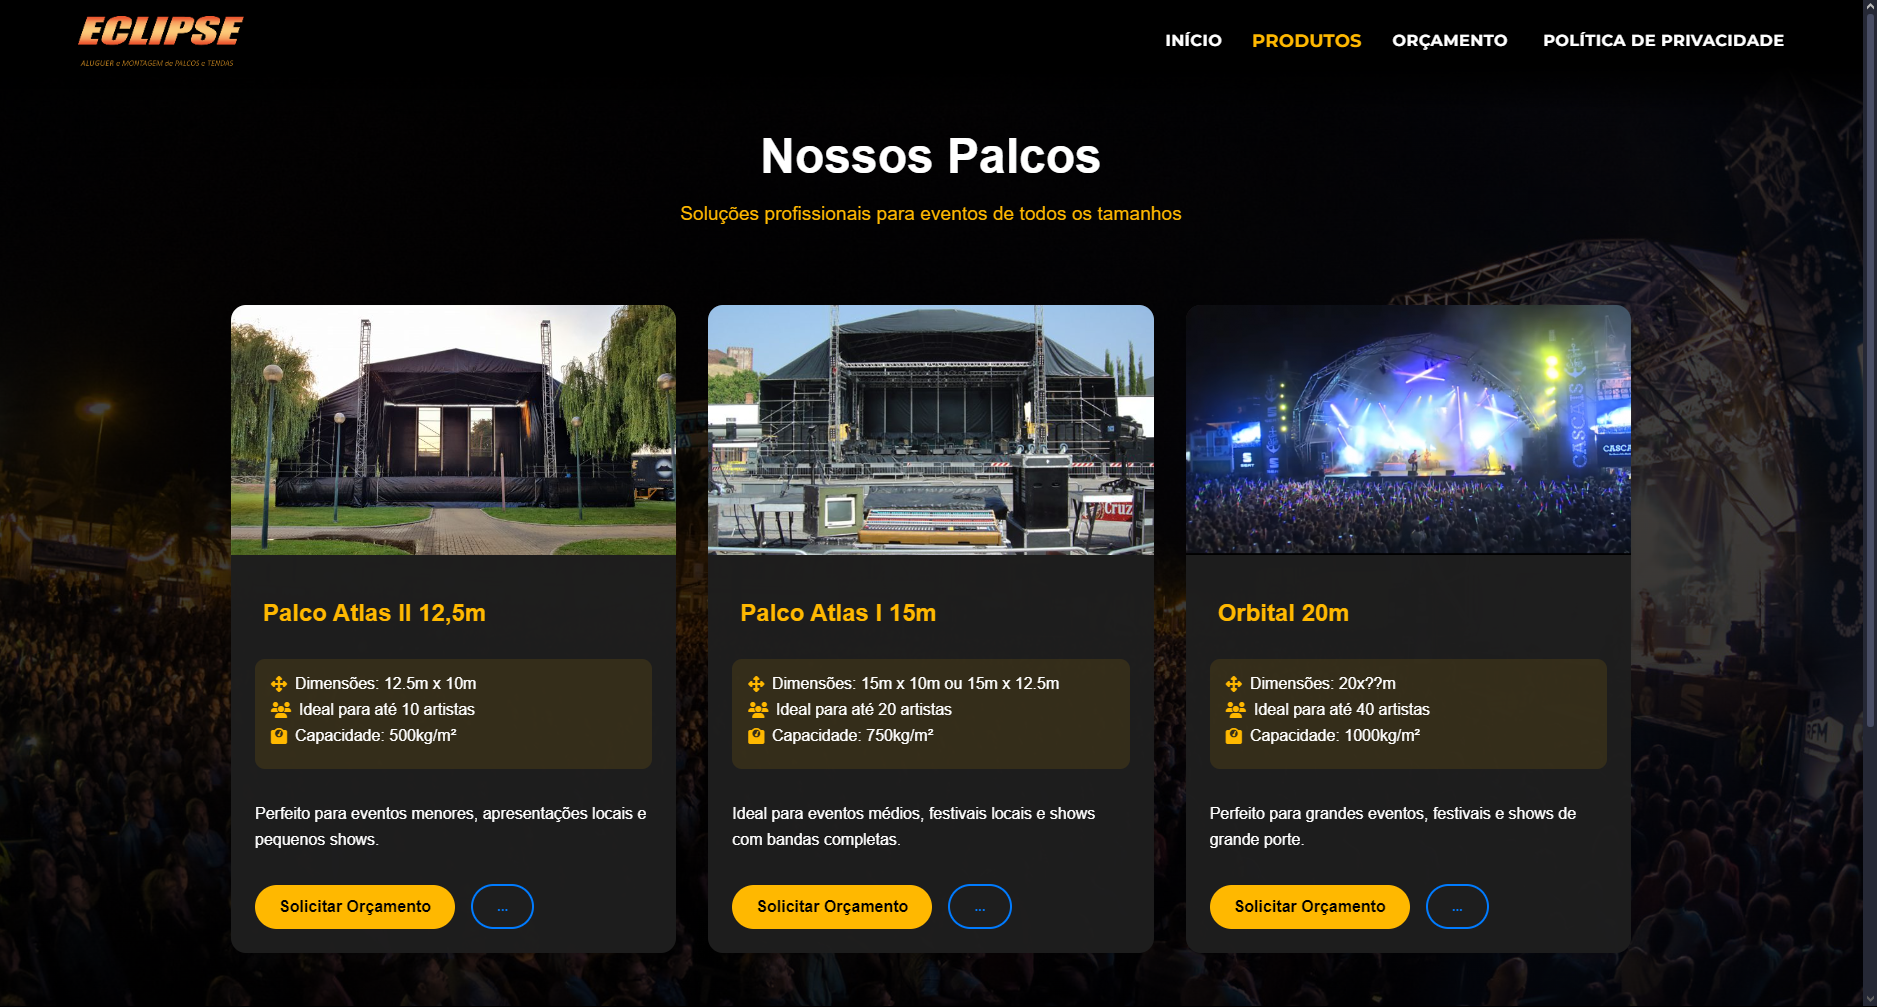 ECLIPSE
ALUGUER e MONTAGEM de PALCOS e TENDAS
INÍCIO
PRODUTOS
ORÇAMENTO
POLÍTICA DE PRIVACIDADE
Nossos Palcos
Soluções profissionais para eventos de todos os tamanhos
Cruz
CASCAIS
CASCA
SEAT
Palco Atlas II 12,5m
Dimensões: 12.5m x 10m
Ideal para até 10 artistas
Capacidade: 500kg/m²
Perfeito para eventos menores, apresentações locais e
pequenos shows.
Solicitar Orçamento
...
Palco Atlas I 15m
Dimensões: 15m x 10m ou 15m x 12.5m
Ideal para até 20 artistas
Capacidade: 750kg/m²
Ideal para eventos médios, festivais locais e shows
com bandas completas.
Solicitar Orçamento
...
Orbital 20m
Dimensões: 20x??m
Ideal para até 40 artistas
Capacidade: 1000kg/m²
Perfeito para grandes eventos, festivais e shows de
grande porte.
Solicitar Orçamento
...
RFM